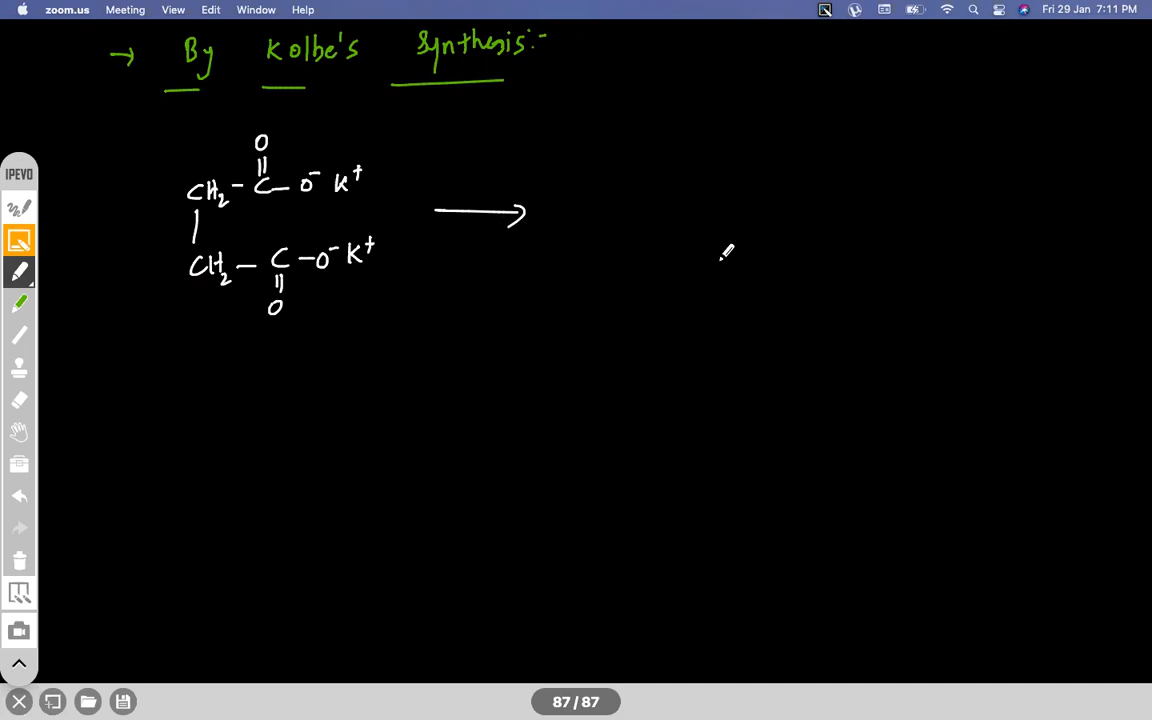 zoom.us Meeting View Edit Window Help Fri 29 Jan 7:11 PM
→ By Kolbe's Synthesis:-
O
||
CH2 - C - O⁻ K⁺
|
CH2 - C - O⁻ K⁺
||
O
→
IPEVO
87 / 87